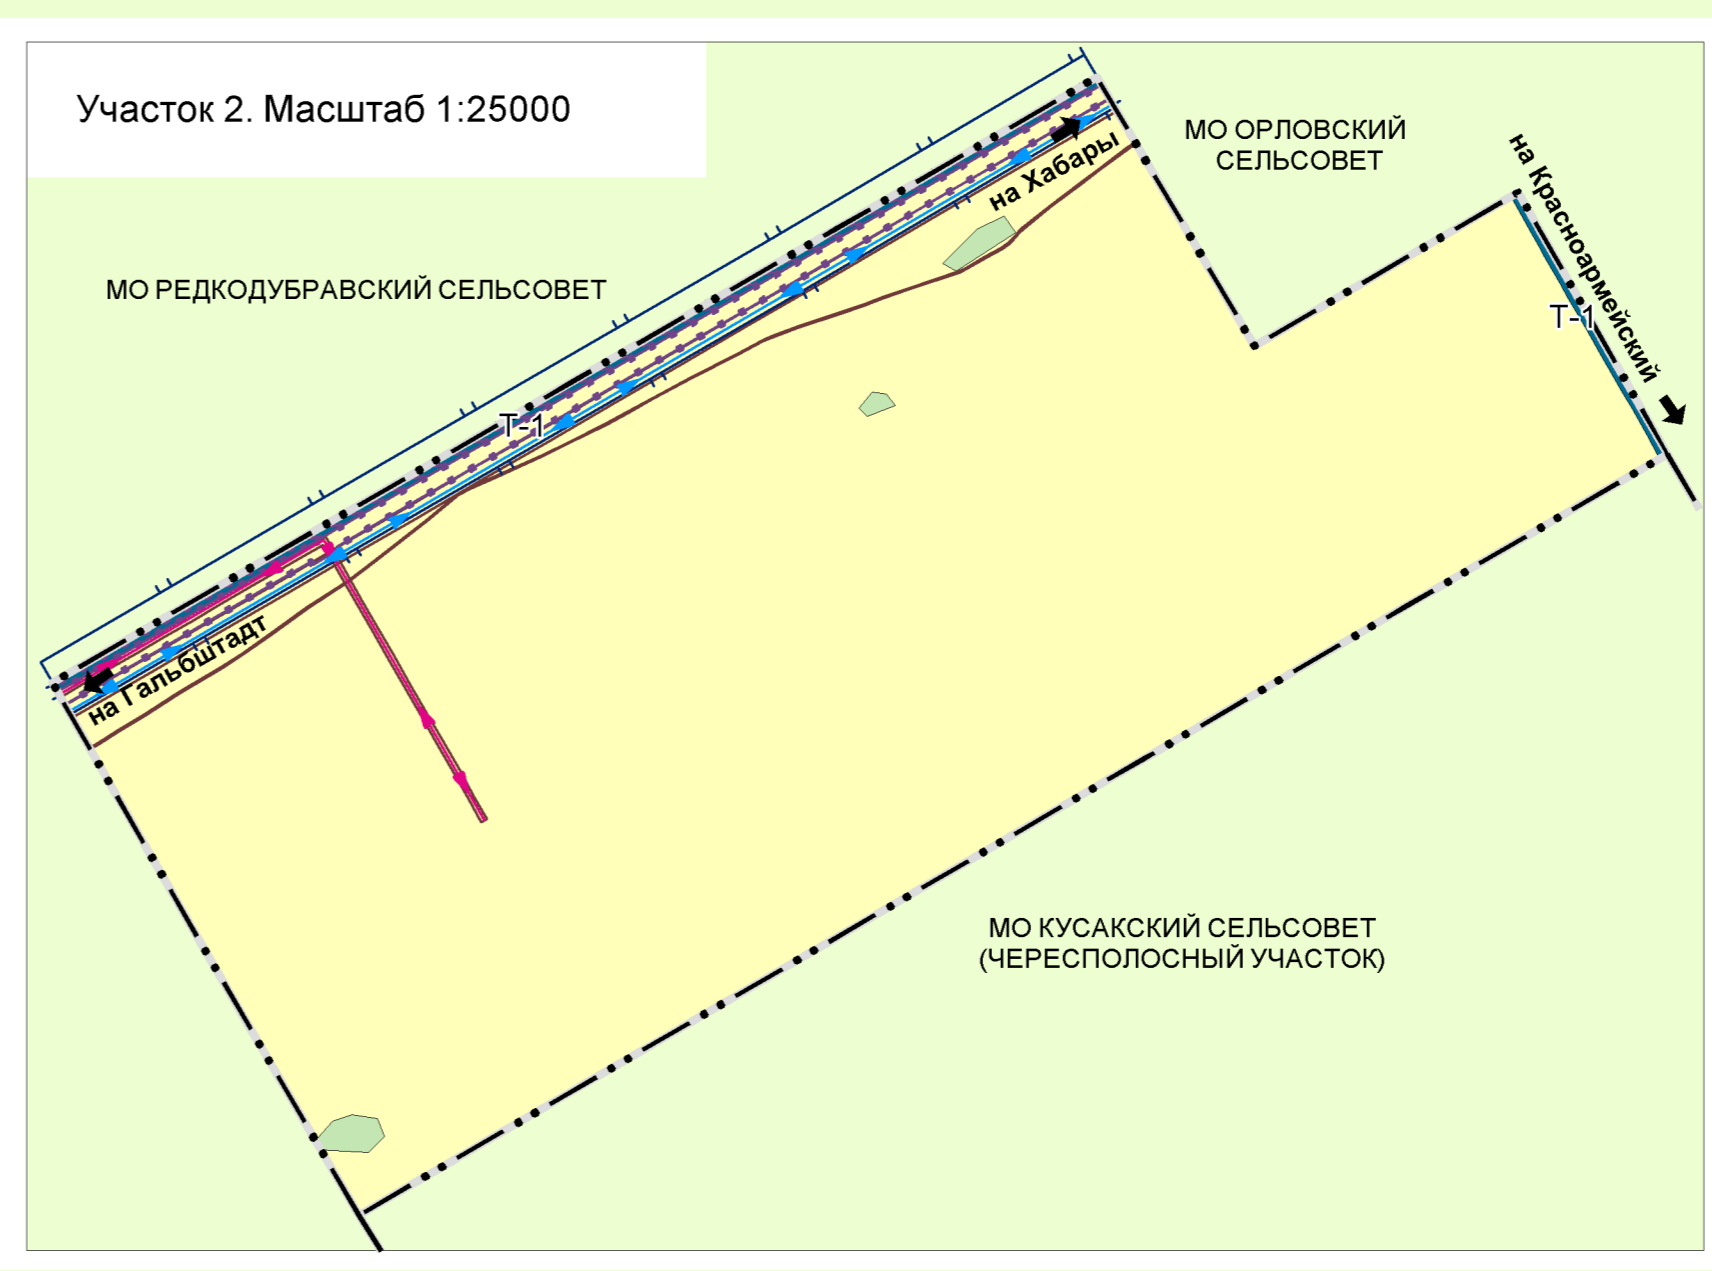 Участок 2. Масштаб 1:25000
МО ОРЛОВСКИЙ
СЕЛЬСОВЕТ
на Красноармейский
на Хабары
МО РЕДКОДУБРАВСКИЙ СЕЛЬСОВЕТ
Т-1
Т-1
на Гальбштадт
МО КУСАКСКИЙ СЕЛЬСОВЕТ
(ЧЕРЕСПОЛОСНЫЙ УЧАСТОК)